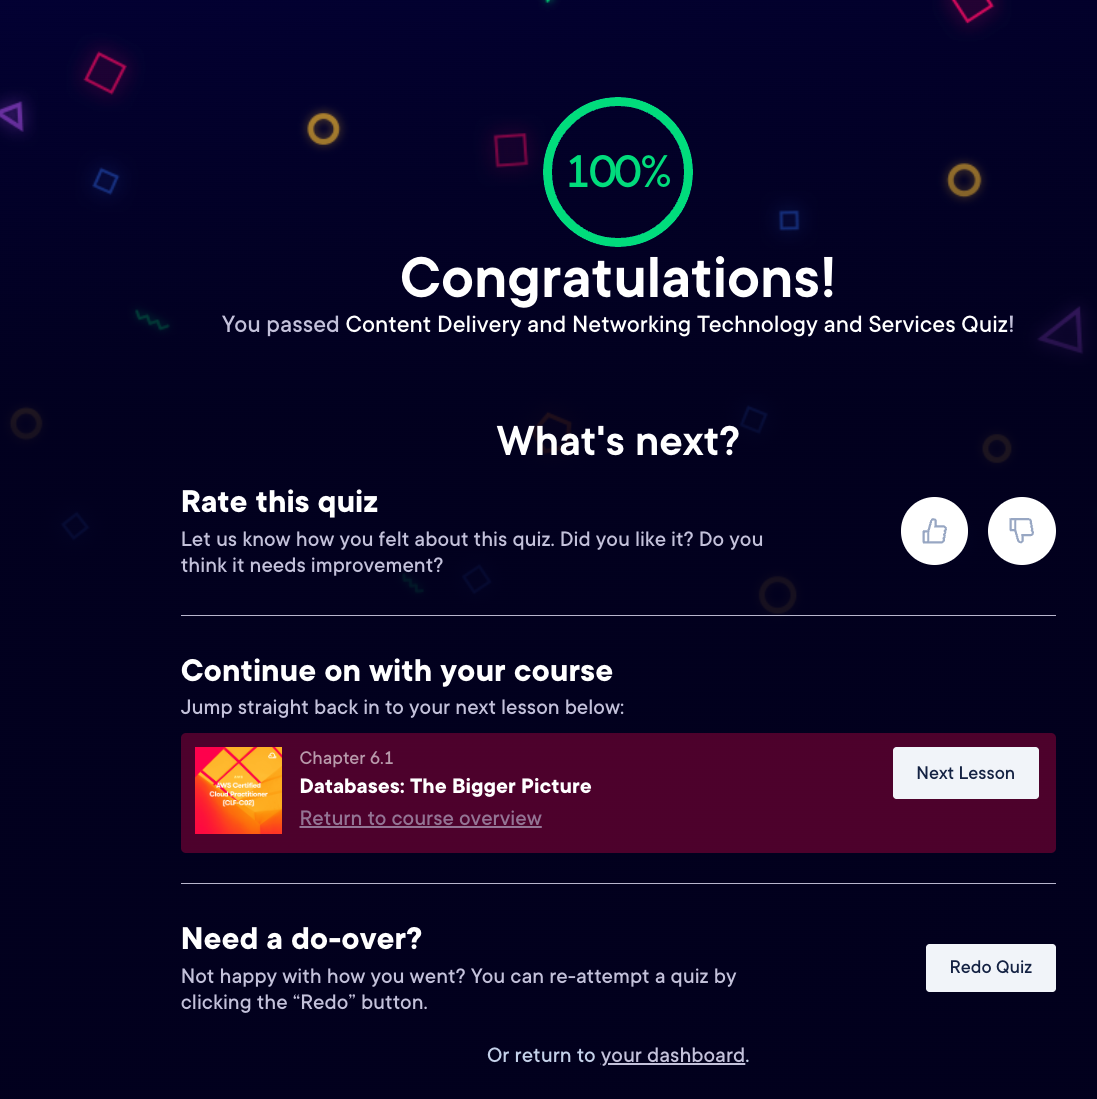 100%
Congratulations!
You passed Content Delivery and Networking Technology and Services Quiz!
What's next?
Rate this quiz
Let us know how you felt about this quiz. Did you like it? Do you
think it needs improvement?
Continue on with your course
Jump straight back in to your next lesson below:
AWS Certified
Cloud Practitioner
(CLF-C02)
Chapter 6.1
Databases: The Bigger Picture
Return to course overview
Next Lesson
Need a do-over?
Not happy with how you went? You can re-attempt a quiz by
clicking the “Redo” button.
Redo Quiz
Or return to your dashboard.